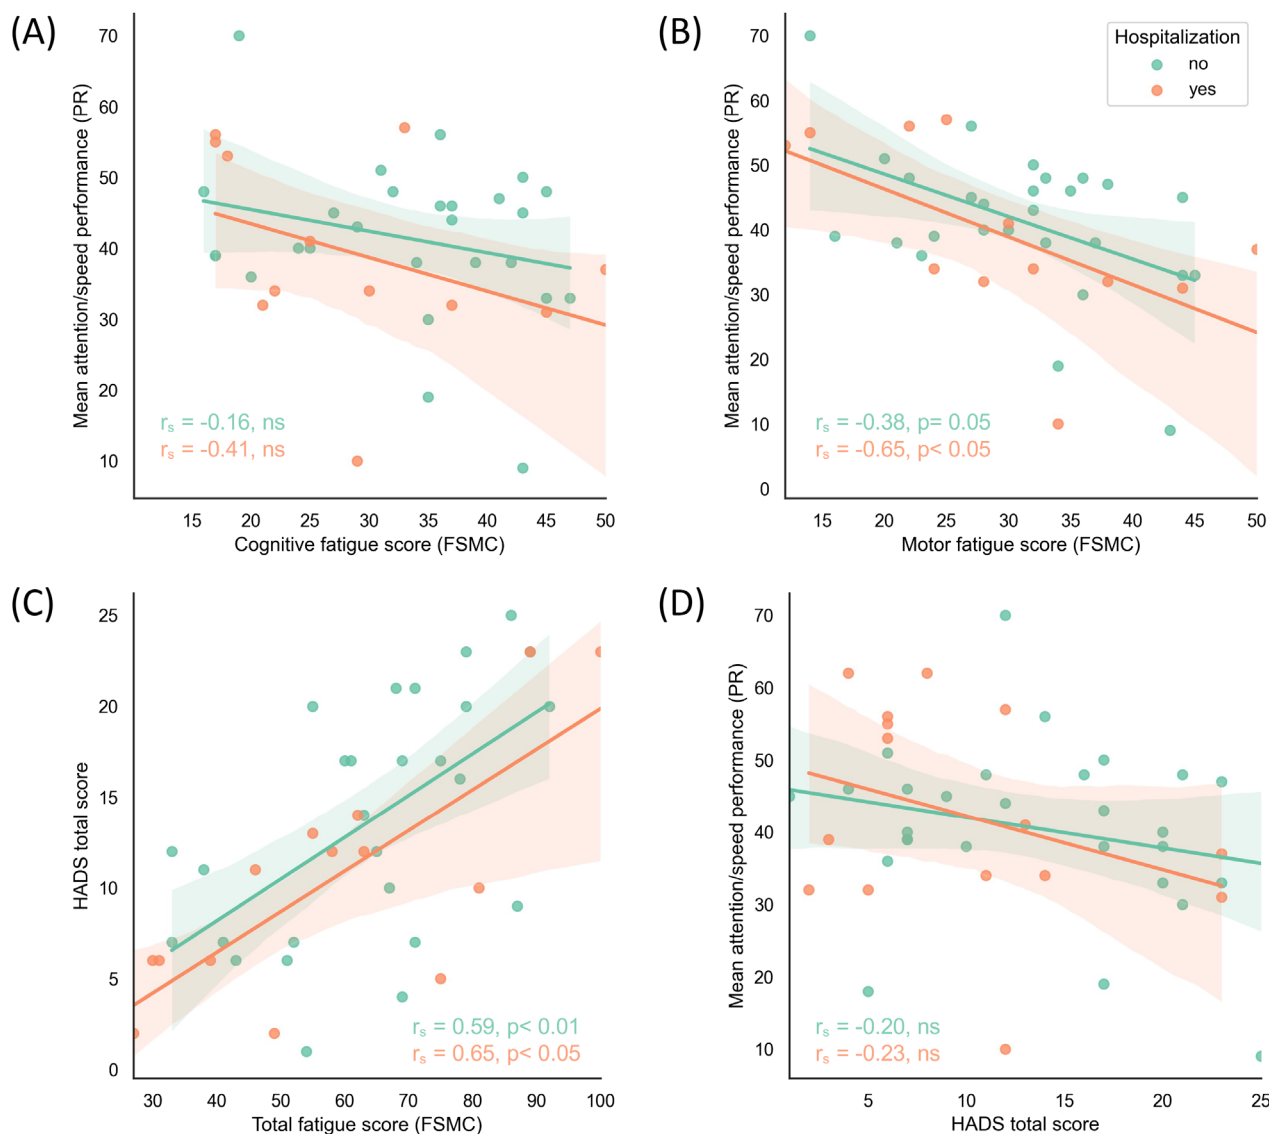 (A)
Mean attention/speed performance (PR)
70
60
50
40
30
20
10
rs = -0.16, ns
rs = -0.41, ns
15 20 25 30 35 40 45 50
Cognitive fatigue score (FSMC)
(B)
Mean attention/speed performance (PR)
70
60
50
40
30
20
10
0
Hospitalization
no
yes
rs = -0.38, p= 0.05
rs = -0.65, p< 0.05
15 20 25 30 35 40 45 50
Motor fatigue score (FSMC)
(C)
HADS total score
25
20
15
10
5
0
rs = 0.59, p< 0.01
rs = 0.65, p< 0.05
30 40 50 60 70 80 90 100
Total fatigue score (FSMC)
(D)
Mean attention/speed performance (PR)
70
60
50
40
30
20
10
rs = -0.20, ns
rs = -0.23, ns
5 10 15 20 25
HADS total score